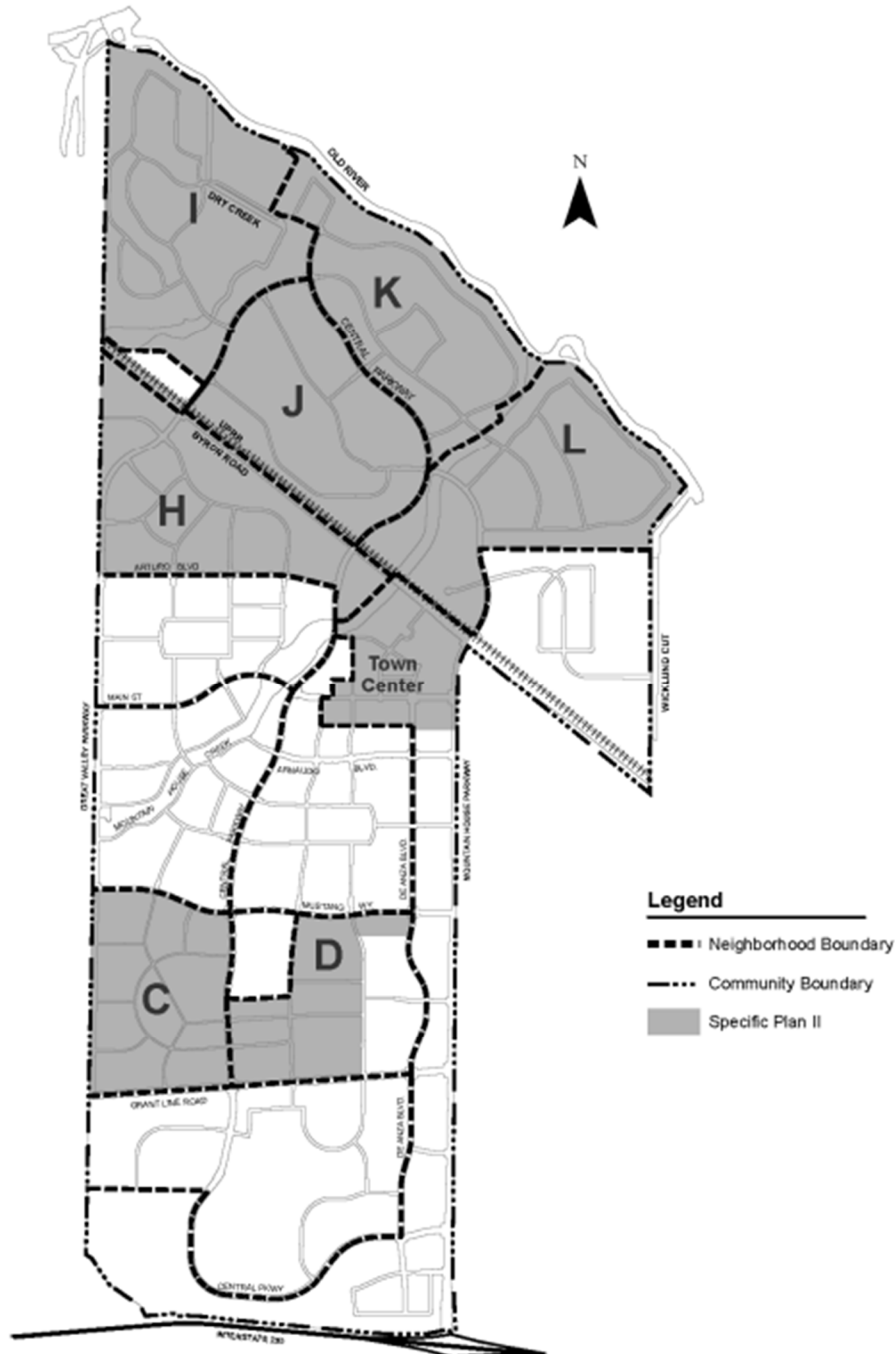 N
OLD RIVER
I
DRY CREEK
K
CENTRAL PARKWAY
J
L
UPRR
BYRON ROAD
H
ARTURO BLVD
Town
Center
WICKLUND CUT
MAIN ST
GREAT VALLEY PARKWAY
MOUNTAIN HOUSE CREEK
ARNAUDO BLVD.
MOUNTAIN HOUSE PARKWAY
CENTRAL PARKWAY
DE ANZA BLVD.
MUSTANG WY.
D
C
Legend
Neighborhood Boundary
Community Boundary
Specific Plan II
GRANT LINE ROAD
DE ANZA BLVD.
CENTRAL PKWY
INTERSTATE